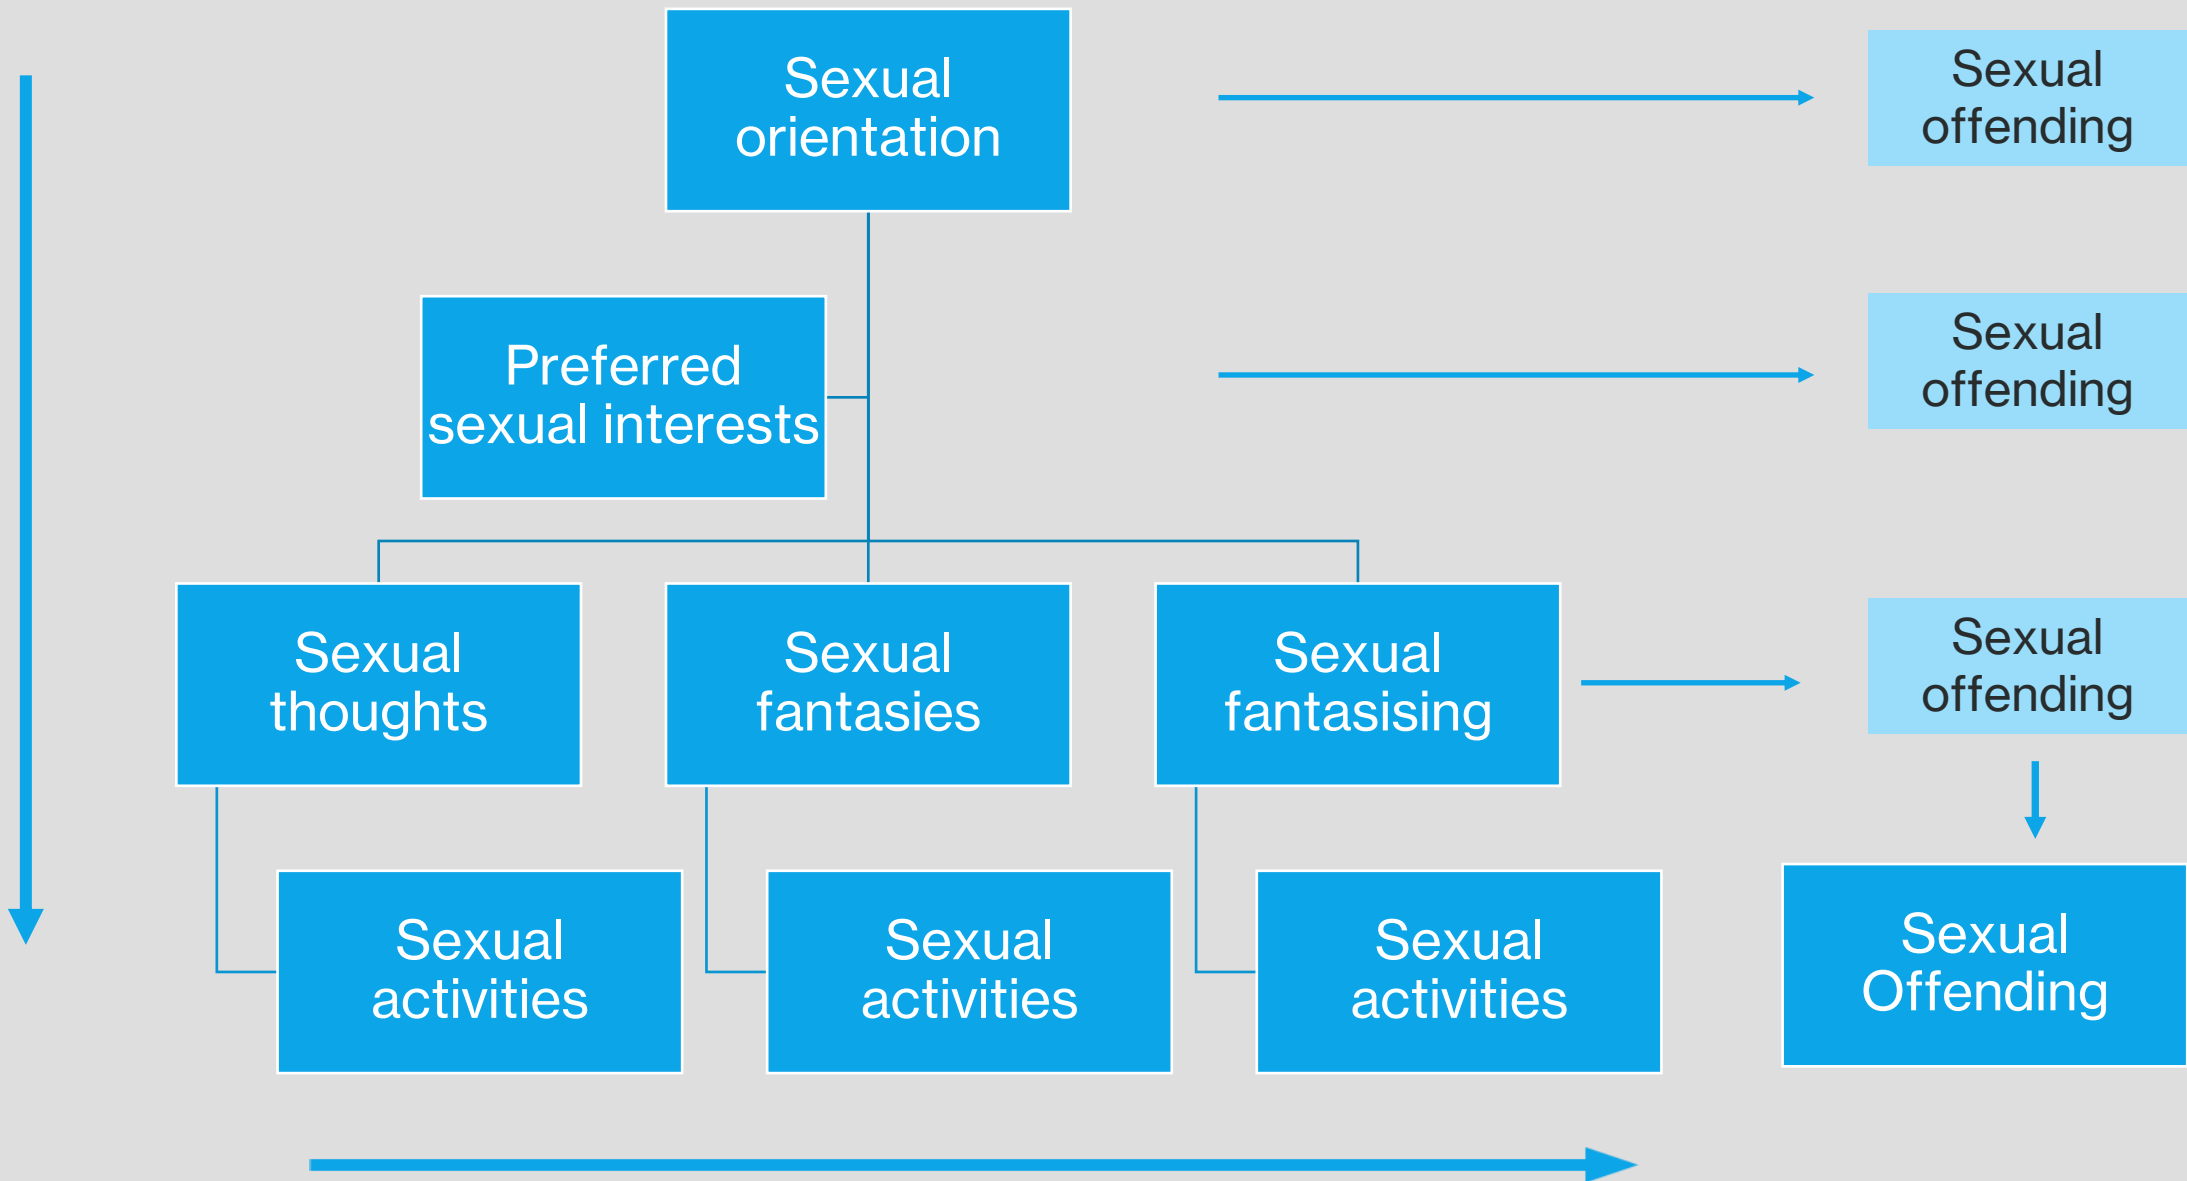 Sexual
orientation
Sexual
offending
Preferred
sexual interests
Sexual
offending
Sexual
thoughts
Sexual
fantasies
Sexual
fantasising
Sexual
offending
Sexual
activities
Sexual
activities
Sexual
activities
Sexual
Offending